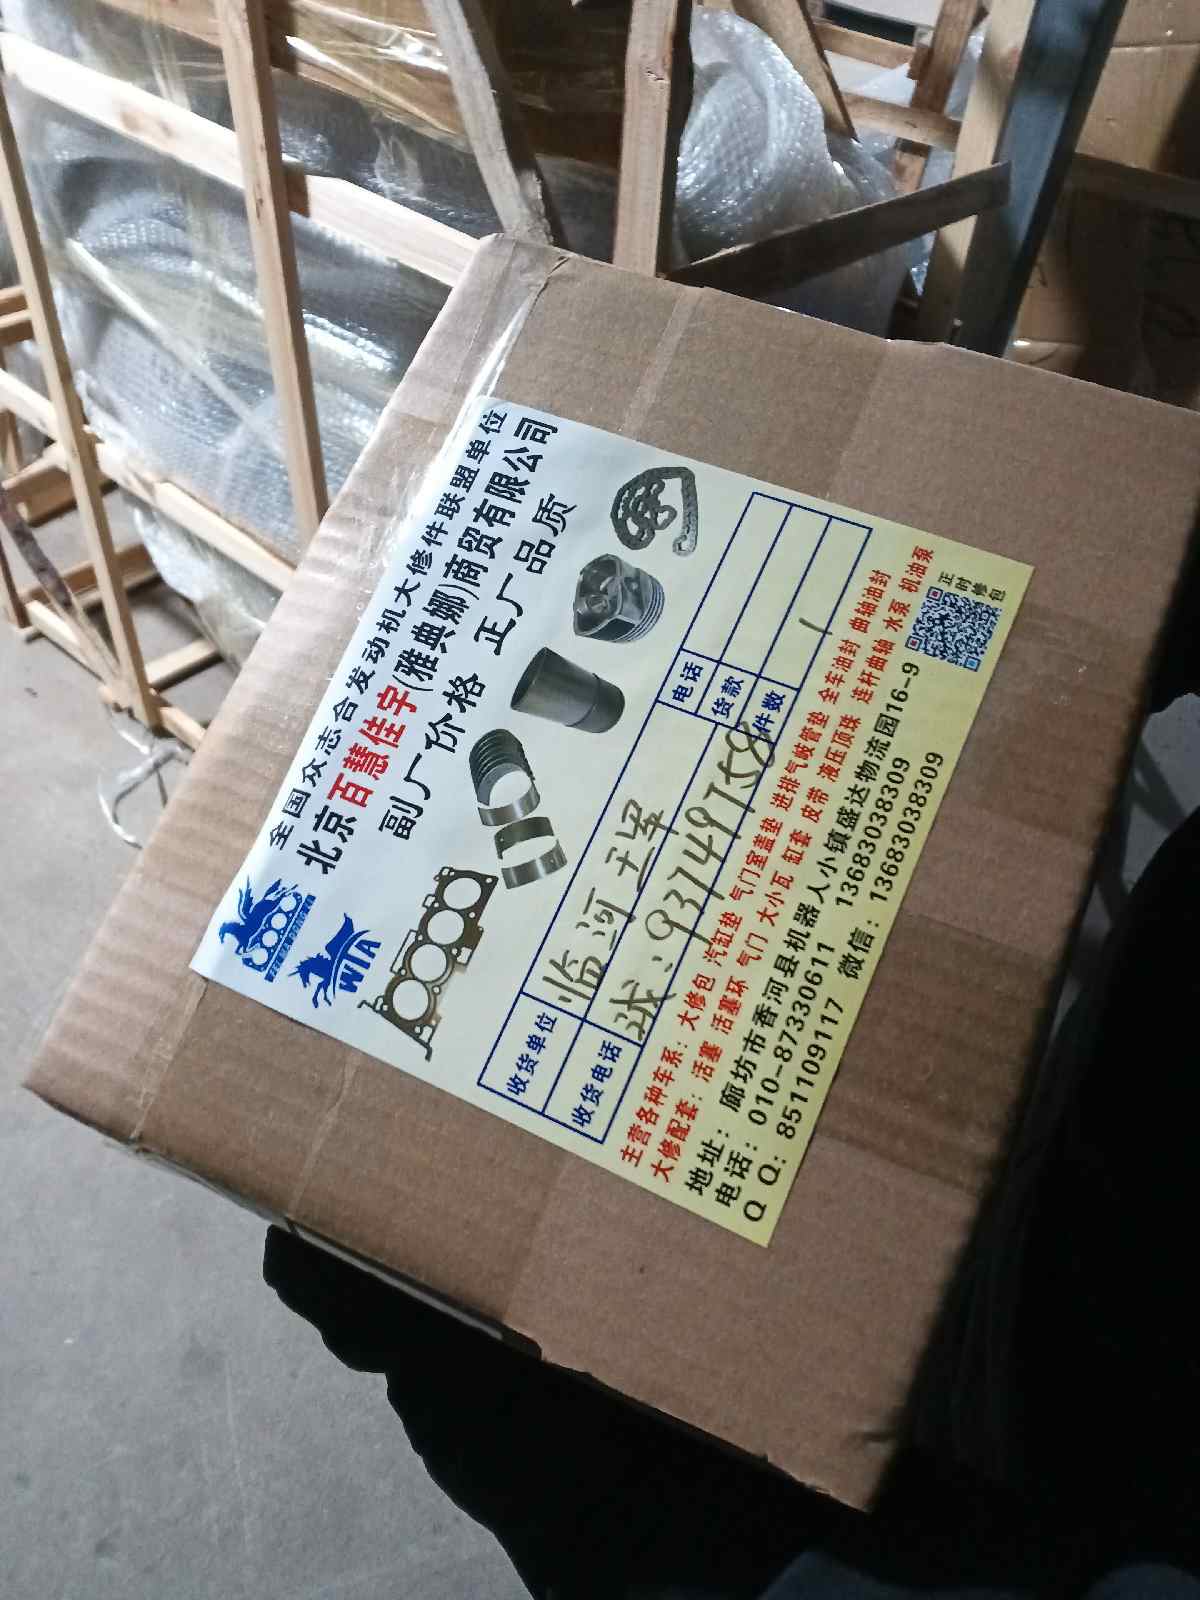 全国众志合发动机大修件联盟单位
北京百慧佳宇(雅典娜)商贸有限公司
副厂价格 正厂品质
WIA
收货单位
临河
电话
货款
收货电话
件数
1
主营各种车系：大修包 汽缸垫 气门室盖垫 进排气歧管垫 全车油封 曲轴油封
大修配套：活塞 活塞环 气门 大小瓦 缸套 皮带 液压顶珠 连杆曲轴 水泵 机油泵
地址：廊坊市香河县机器人小镇盛达物流园16-9
电话：010-87330611 13683038309
QQ：851109117 微信：13683038309
正时修包